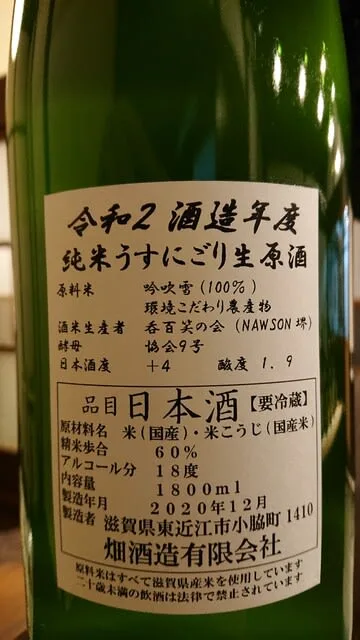 令和2 酒造年度
純米うすにごり生原酒
原料米 吟吹雪(100%)
環境こだわり農産物
酒米生産者 呑百笑の会(NAWSON 堺)
酵母 協会9号
日本酒度 +4 酸度 1.9
品目 日本酒【要冷蔵】
原材料名 米(国産)・米こうじ(国産米)
精米歩合 60%
アルコール分 18度
内容量 1800ml
製造年月 2020年12月
製造者 滋賀県東近江市小脇町 1410
畑酒造有限会社
原料米はすべて滋賀県産米を使用しています
二十歳未満の飲酒は法律で禁止されています